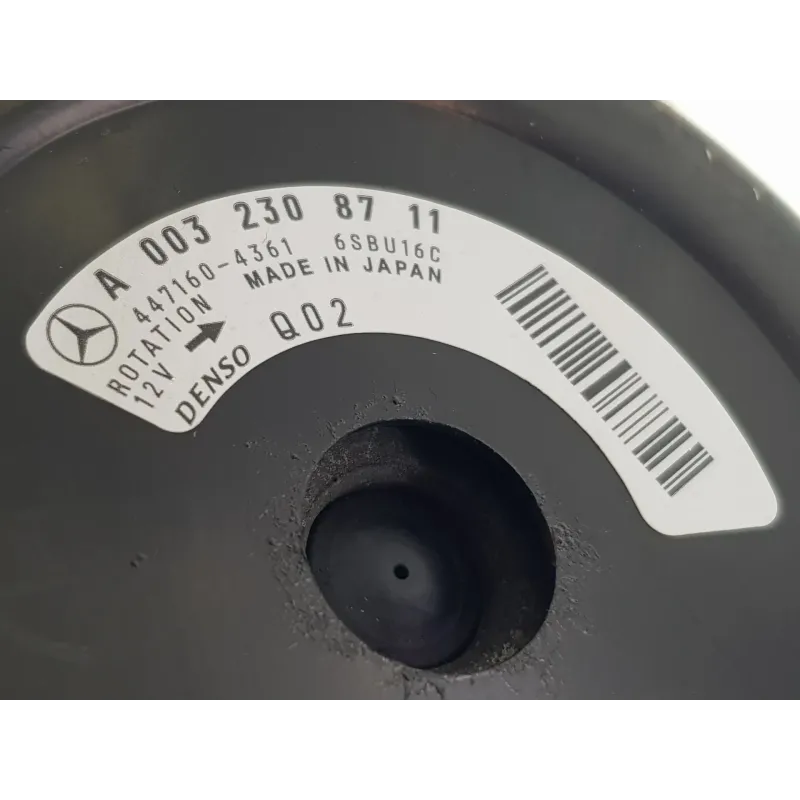 A 003 230 87 11
447160-4361 6SBU16C
ROTATION → MADE IN JAPAN
12V
DENSO Q02